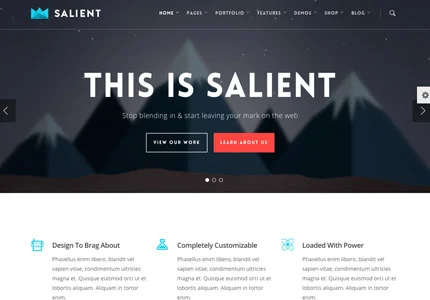 SALIENT
HOME PAGES PORTFOLIO FEATURES DEMOS SHOP BLOG
THIS IS SALIENT
Stop blending in & start leaving your mark on the web
VIEW OUR WORK
LEARN ABOUT US
Design To Brag About
Phasellus enim libero, blandit vel
sapien vitae, condimentum ultricies
magna et. Quisque euismod orci ut et
lobortis aliquam. Aliquam in tortor
enim.
Completely Customizable
Phasellus enim libero, blandit vel
sapien vitae, condimentum ultricies
magna et. Quisque euismod orci ut et
lobortis aliquam. Aliquam in tortor
enim.
Loaded With Power
Phasellus enim libero, blandit vel
sapien vitae, condimentum ultricies
magna et. Quisque euismod orci ut et
lobortis aliquam. Aliquam in tortor
enim.